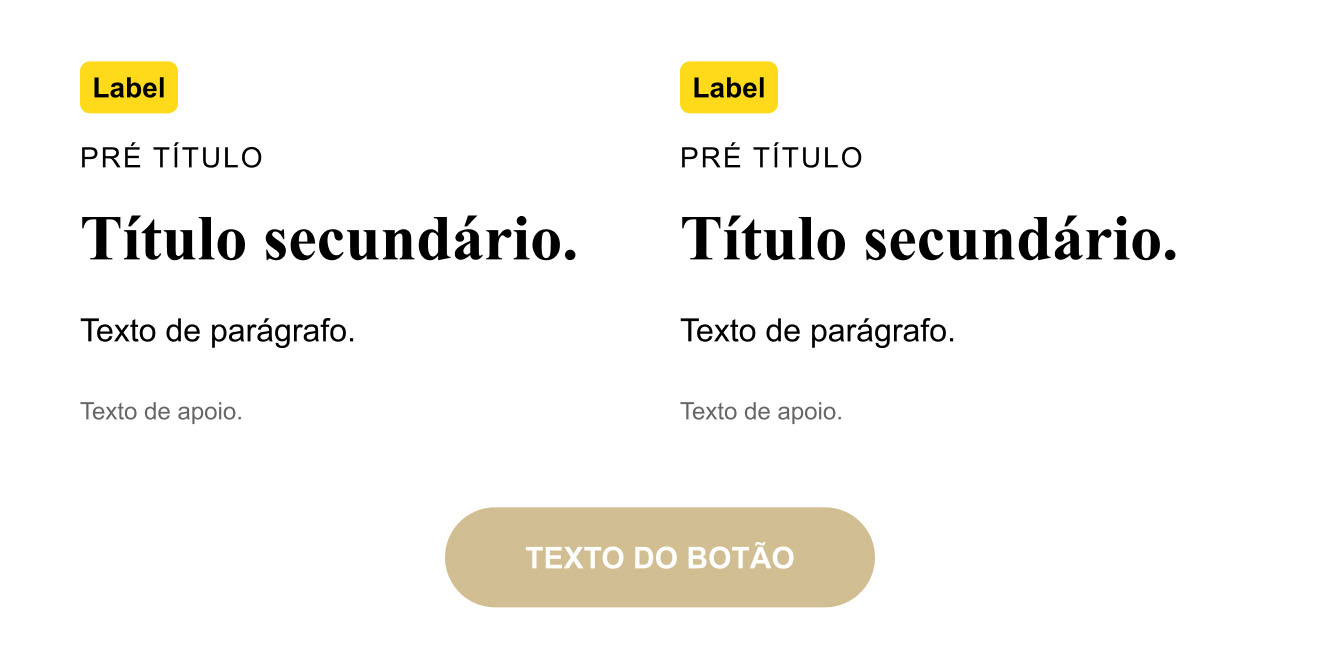 Label
PRÉ TÍTULO
Título secundário.
Texto de parágrafo.
Texto de apoio.
Label
PRÉ TÍTULO
Título secundário.
Texto de parágrafo.
Texto de apoio.
TEXTO DO BOTÃO